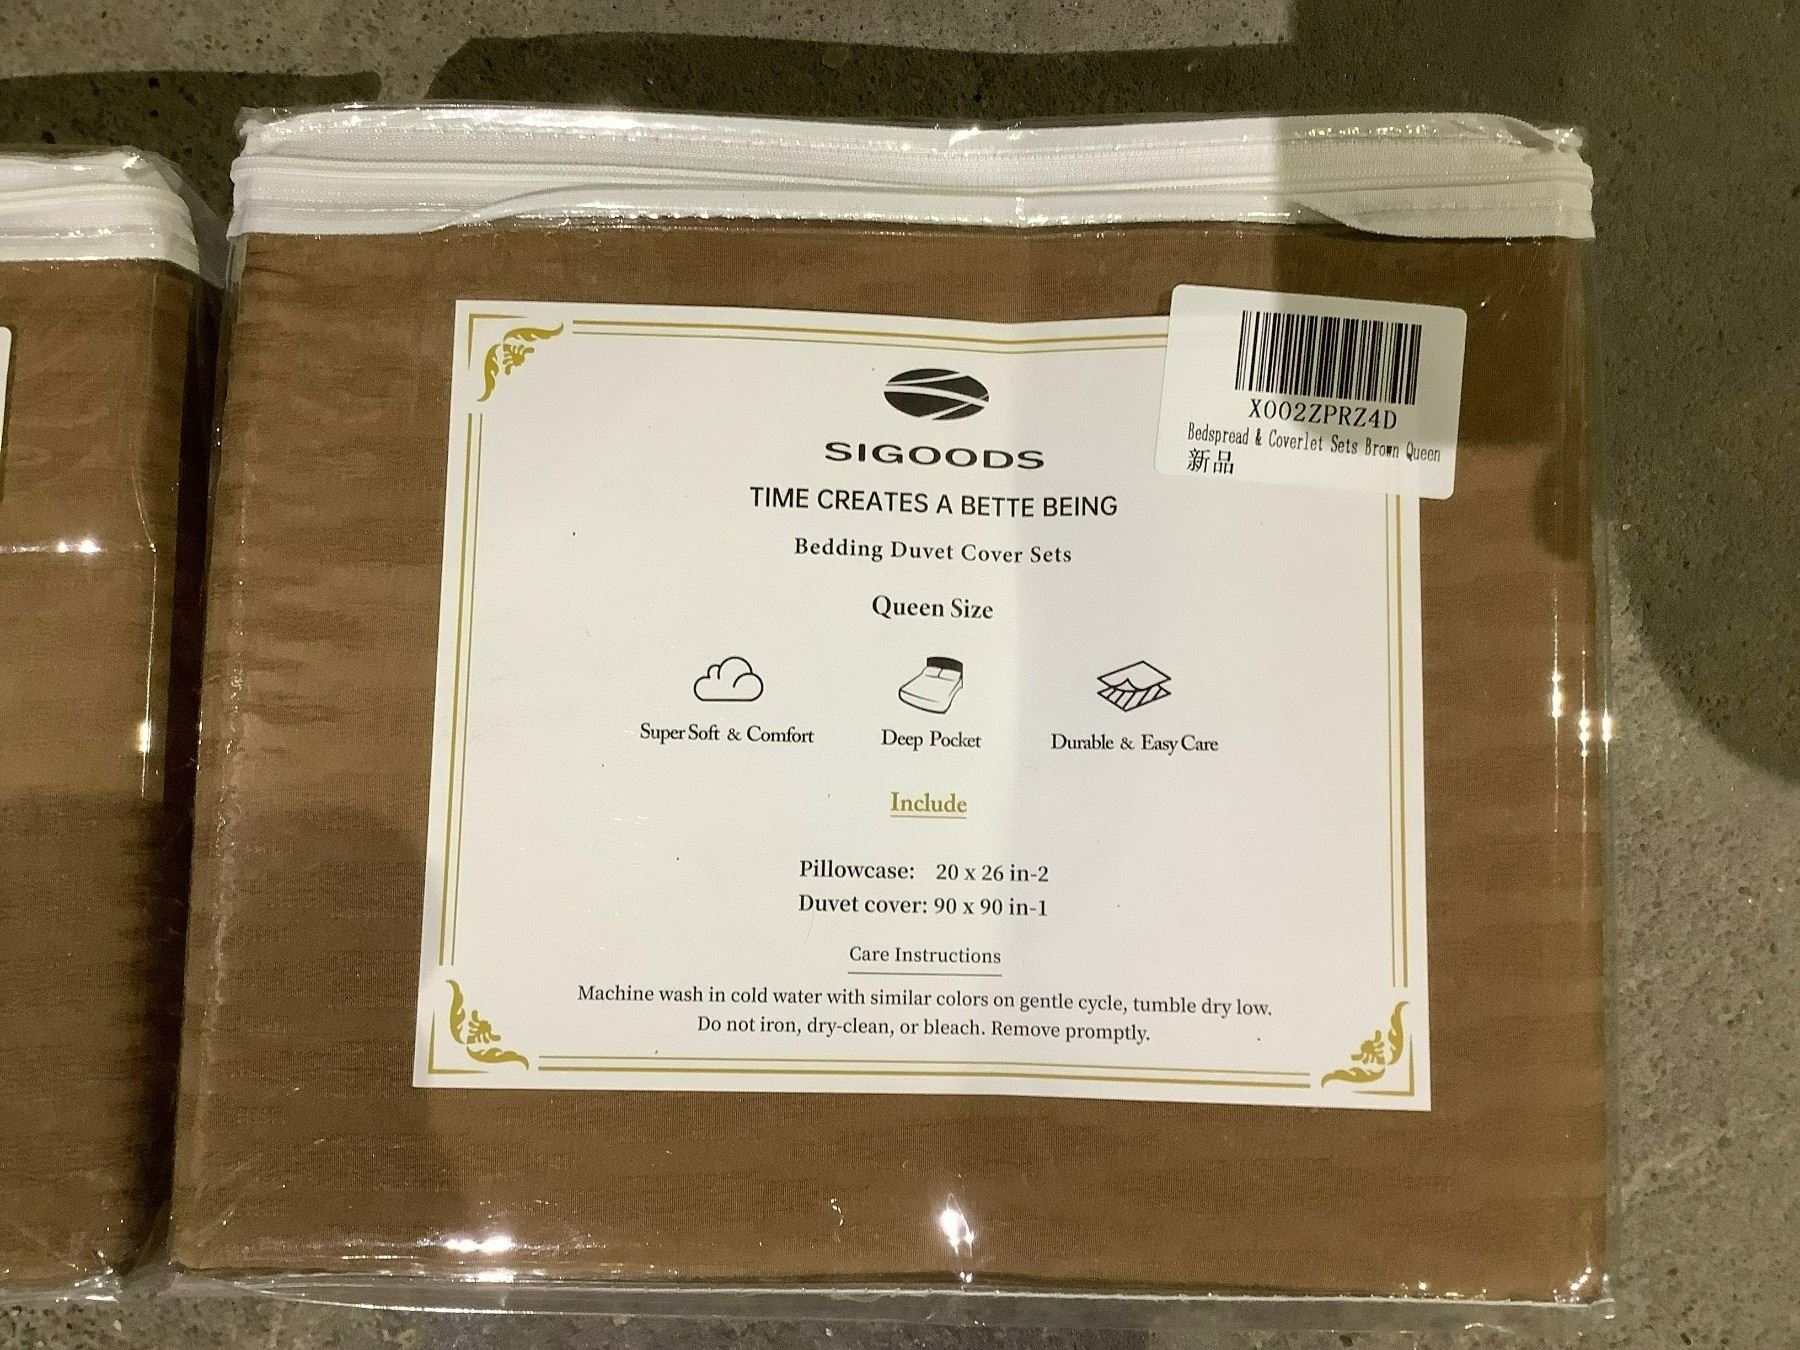 X002ZPRZ4D
Bedspread & Coverlet Sets Brown Queen
新品
SIGOODS
TIME CREATES A BETTE BEING
Bedding Duvet Cover Sets
Queen Size
Super Soft & Comfort
Deep Pocket
Durable & Easy Care
Include
Pillowcase: 20 x 26 in-2
Duvet cover: 90 x 90 in-1
Care Instructions
Machine wash in cold water with similar colors on gentle cycle, tumble dry low.
Do not iron, dry-clean, or bleach. Remove promptly.